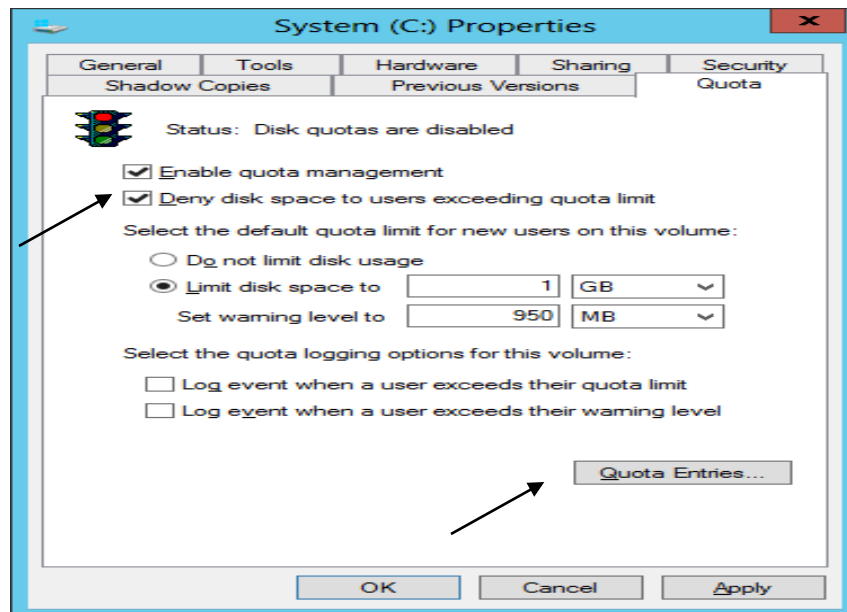 System (C:) Properties
General Tools Hardware Sharing Security
Shadow Copies Previous Versions Quota
Status: Disk quotas are disabled
Enable quota management
Deny disk space to users exceeding quota limit
Select the default quota limit for new users on this volume:
Do not limit disk usage
Limit disk space to 1 GB
Set warning level to 950 MB
Select the quota logging options for this volume:
Log event when a user exceeds their quota limit
Log event when a user exceeds their warning level
Quota Entries...
OK Cancel Apply